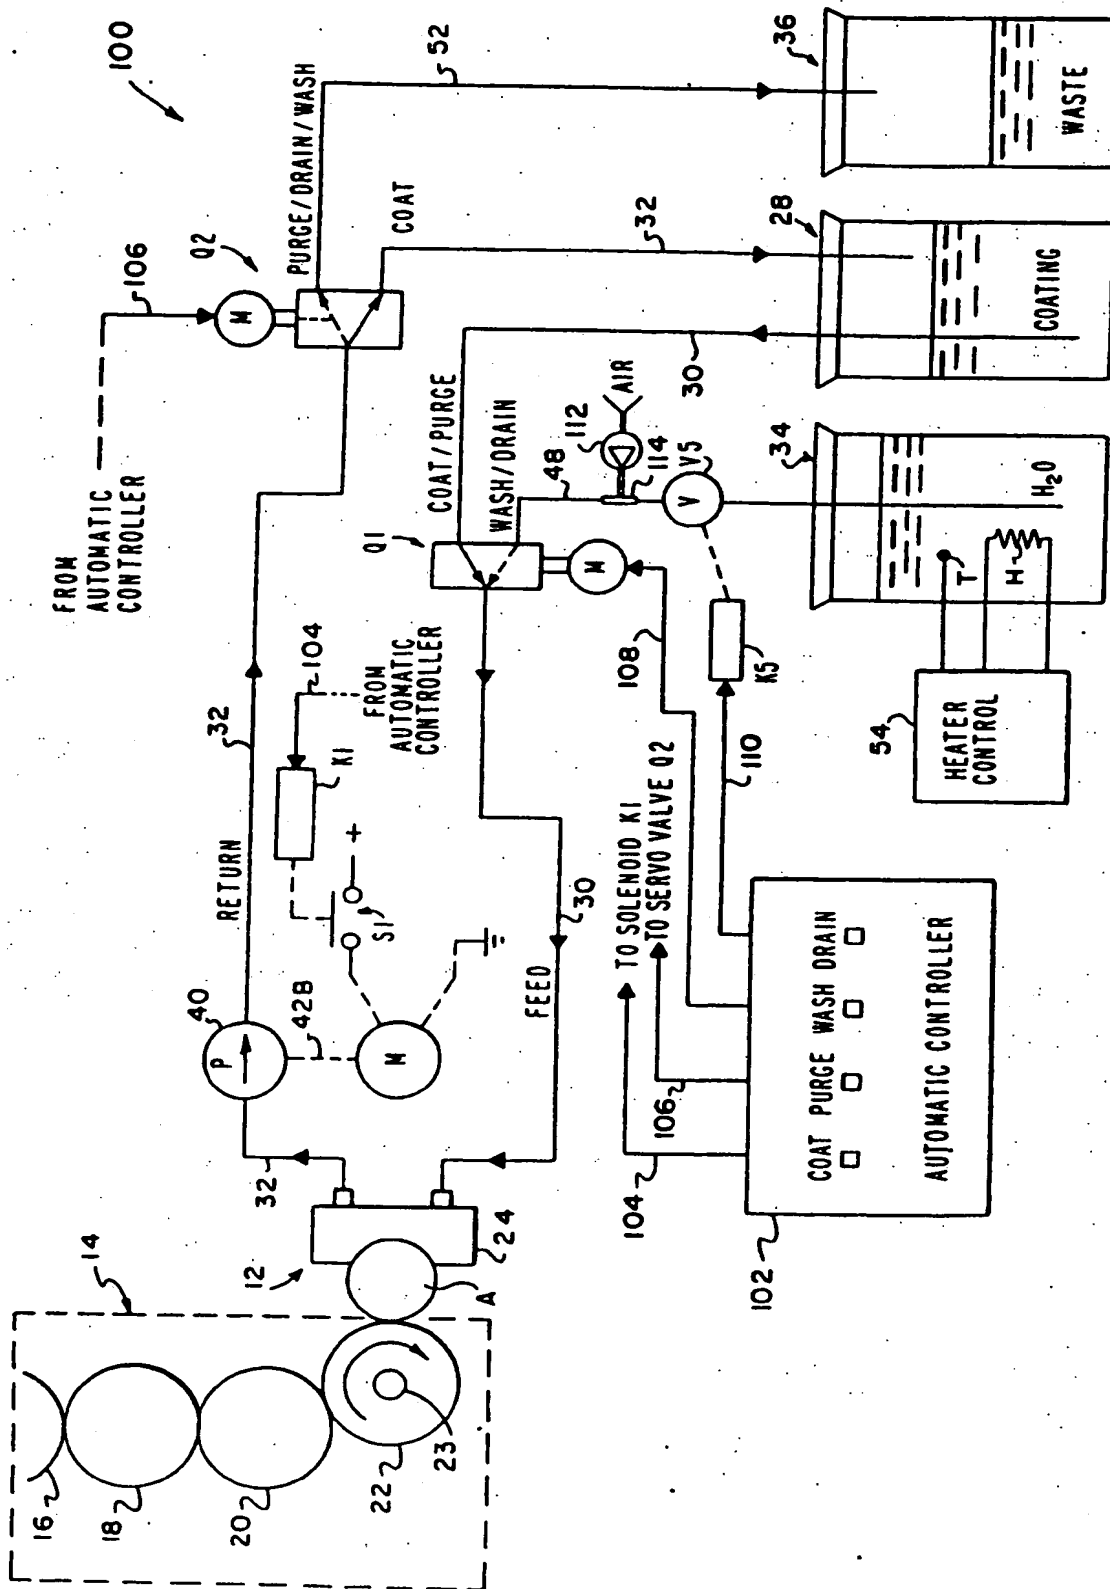 100
14
16
18
20
22
23
12
A
24
32
40
P
42B
M
RETURN
32
K1
104
FROM
AUTOMATIC
CONTROLLER
S1
+
FEED
30
FROM
AUTOMATIC
CONTROLLER
106
Q2
M
PURGE/DRAIN/WASH
52
COAT
32
COAT/PURGE
30
Q1
WASH/DRAIN
48
M
108
112
AIR
114
V5
V
K5
110
TO SOLENOID K1
TO SERVO VALVE Q2
104
106
102
COAT PURGE WASH DRAIN
AUTOMATIC CONTROLLER
54
HEATER
CONTROL
34
H2O
T
H
28
COATING
36
WASTE